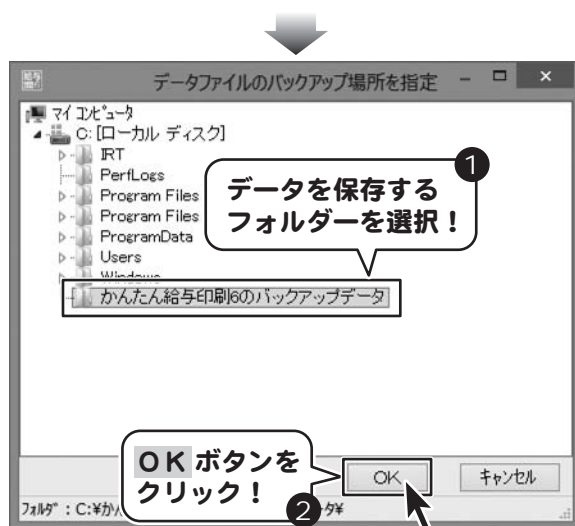 データファイルのバックアップ場所を指定
マイ コンピュータ
C: [ローカル ディスク]
IRT
PerfLogs
Program Files
Program Files
ProgramData
Users
Windows
かんたん給与印刷6のバックアップデータ
1
データを保存する
フォルダーを選択！
OKボタンを
クリック！
2
OK
キャンセル
フォルダ : C:¥かん タ¥